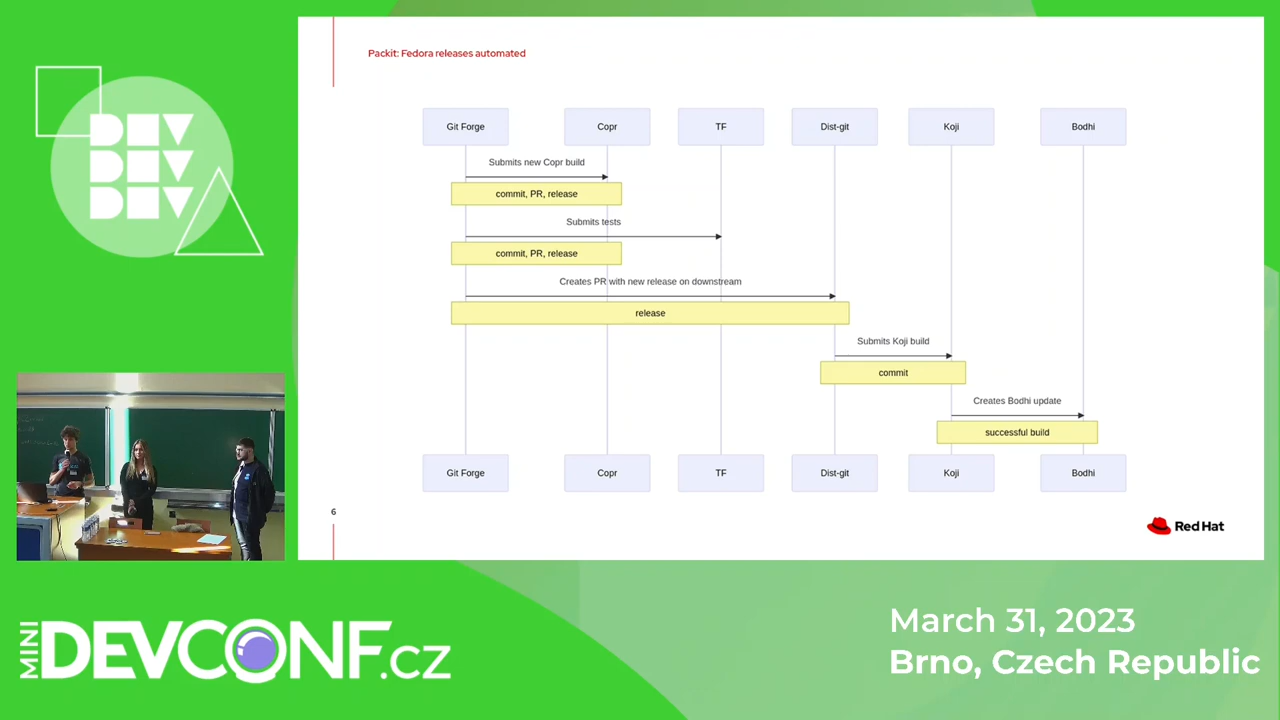 DEV
DEV
DEV
Packit: Fedora releases automated
Git Forge
Copr
TF
Dist-git
Koji
Bodhi
Submits new Copr build
commit, PR, release
Submits tests
commit, PR, release
Creates PR with new release on downstream
release
Submits Koji build
commit
Creates Bodhi update
successful build
Git Forge
Copr
TF
Dist-git
Koji
Bodhi
6
Red Hat
MINI
DEVCONF.cz
March 31, 2023
Brno, Czech Republic